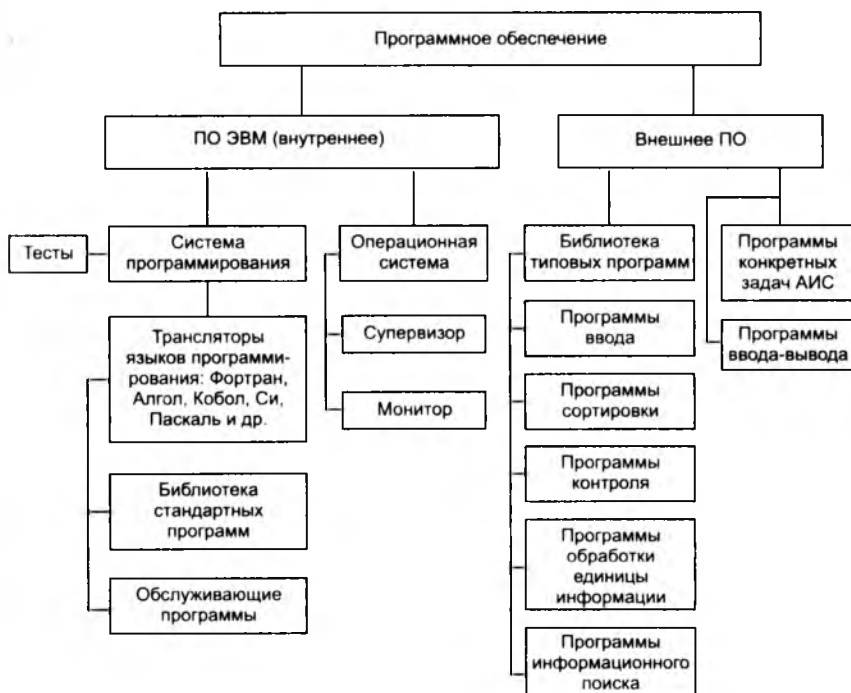 Программное обеспечение
ПО ЭВМ (внутреннее)
Внешнее ПО
Тесты
Система
программирования
Операционная
система
Библиотека
типовых программ
Программы
конкретных
задач АИС
Трансляторы
языков программи-
рования: Фортран,
Алгол, Кобол, Си,
Паскаль и др.
Супервизор
Программы
ввода
Программы
ввода-вывода
Монитор
Программы
сортировки
Библиотека
стандартных
программ
Программы
контроля
Обслуживающие
программы
Программы
обработки
единицы
информации
Программы
информационного
поиска